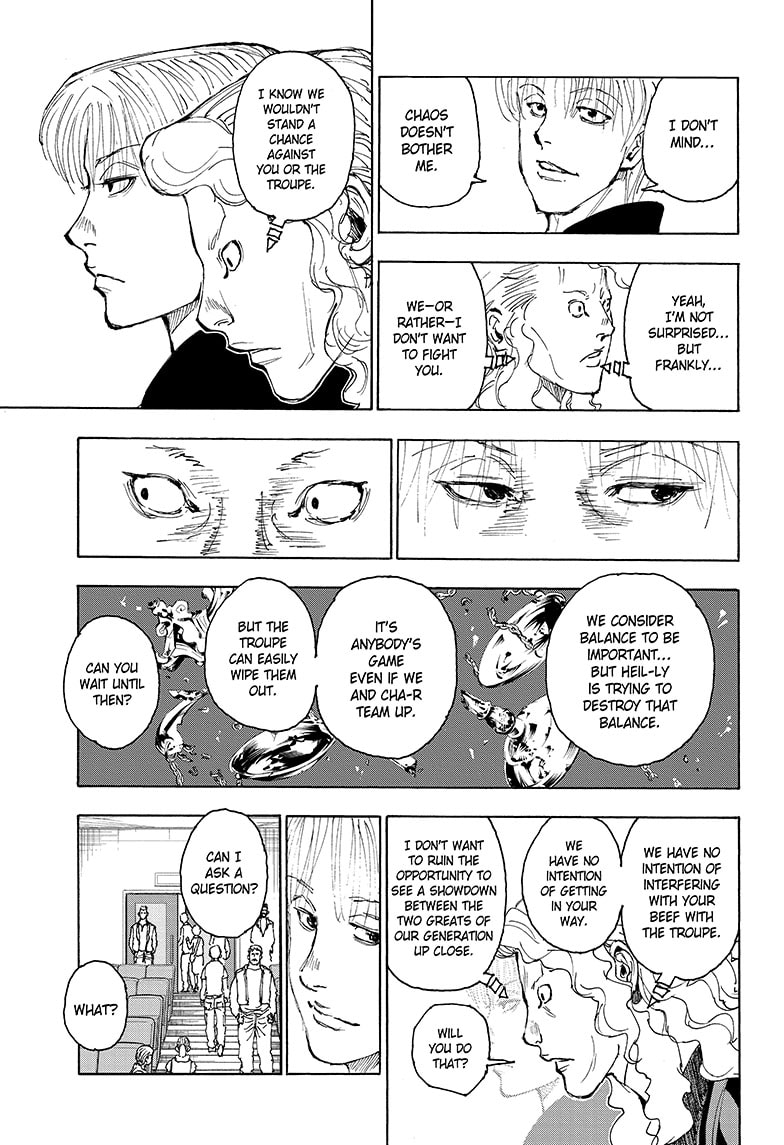 I DON'T
MIND...
CHAOS
DOESN'T
BOTHER
ME.
YEAH,
I'M NOT
SURPRISED...
BUT
FRANKLY...
WE—OR
RATHER—I
DON'T WANT
TO FIGHT
YOU.
I KNOW WE
WOULDN'T
STAND A
CHANCE
AGAINST
YOU OR THE
TROUPE.
WE CONSIDER
BALANCE TO BE
IMPORTANT...
BUT HEIL-LY
IS TRYING TO
DESTROY THAT
BALANCE.
IT'S
ANYBODY'S
GAME
EVEN IF WE
AND CHA-R
TEAM UP.
BUT THE
TROUPE
CAN EASILY
WIPE THEM
OUT.
CAN YOU
WAIT UNTIL
THEN?
WE HAVE NO
INTENTION OF
INTERFERING
WITH YOUR
BEEF WITH
THE TROUPE.
WE
HAVE NO
INTENTION
OF GETTING
IN YOUR
WAY.
I DON'T WANT
TO RUIN THE
OPPORTUNITY TO
SEE A SHOWDOWN
BETWEEN THE
TWO GREATS OF
OUR GENERATION
UP CLOSE.
WILL
YOU DO
THAT?
CAN I
ASK A
QUESTION?
WHAT?